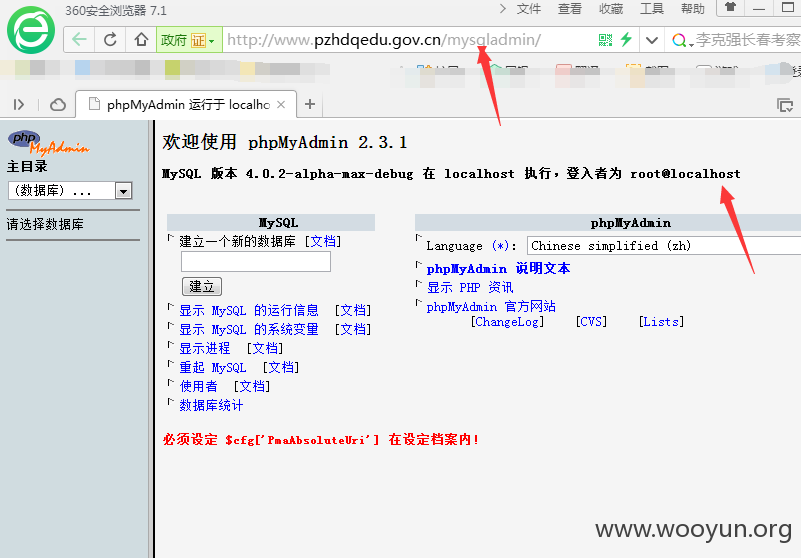 360安全浏览器 7.1
文件 查看 收藏 工具 帮助
政府 证 http://www.pzhdqedu.gov.cn/mysqladmin/
李克强长春考察
phpMyAdmin 运行于 localho
php
MyAdmin
主目录
(数据库) ...
请选择数据库
欢迎使用 phpMyAdmin 2.3.1
MySQL 版本 4.0.2-alpha-max-debug 在 localhost 执行，登入者为 root@localhost
MySQL
建立一个新的数据库 [文档]
建立
显示 MySQL 的运行信息 [文档]
显示 MySQL 的系统变量 [文档]
显示进程 [文档]
重起 MySQL [文档]
使用者 [文档]
数据库统计
phpMyAdmin
Language (*): Chinese simplified (zh)
phpMyAdmin 说明文本
显示 PHP 资讯
phpMyAdmin 官方网站
[ChangeLog] [CVS] [Lists]
必须设定 $cfg['PmaAbsoluteUri'] 在设定档案内!
www.wooyun.org